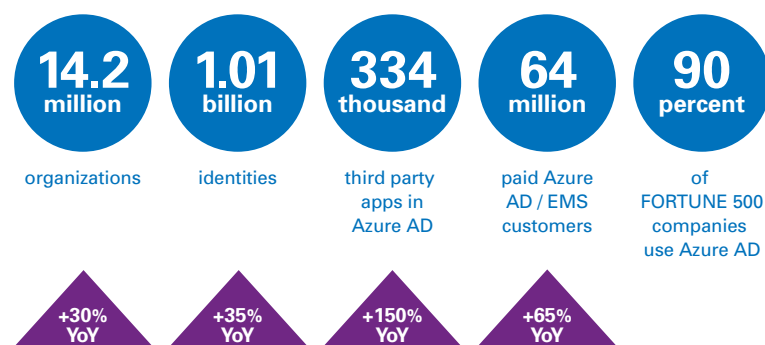 14.2
million
organizations
1.01
billion
identities
334
thousand
third party
apps in
Azure AD
64
million
paid Azure
AD / EMS
customers
90
percent
of
FORTUNE 500
companies
use Azure AD
+30%
YoY
+35%
YoY
+150%
YoY
+65%
YoY